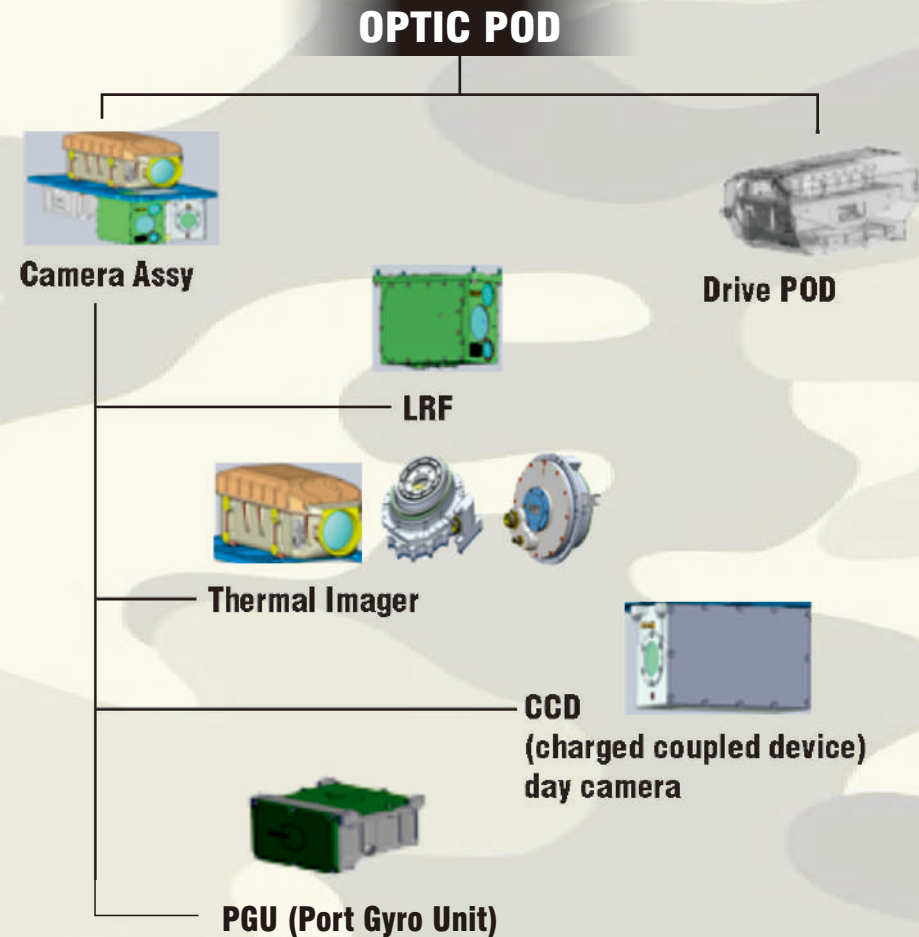 OPTIC POD
Camera Assy
Drive POD
LRF
Thermal Imager
CCD
(charged coupled device)
day camera
PGU (Port Gyro Unit)